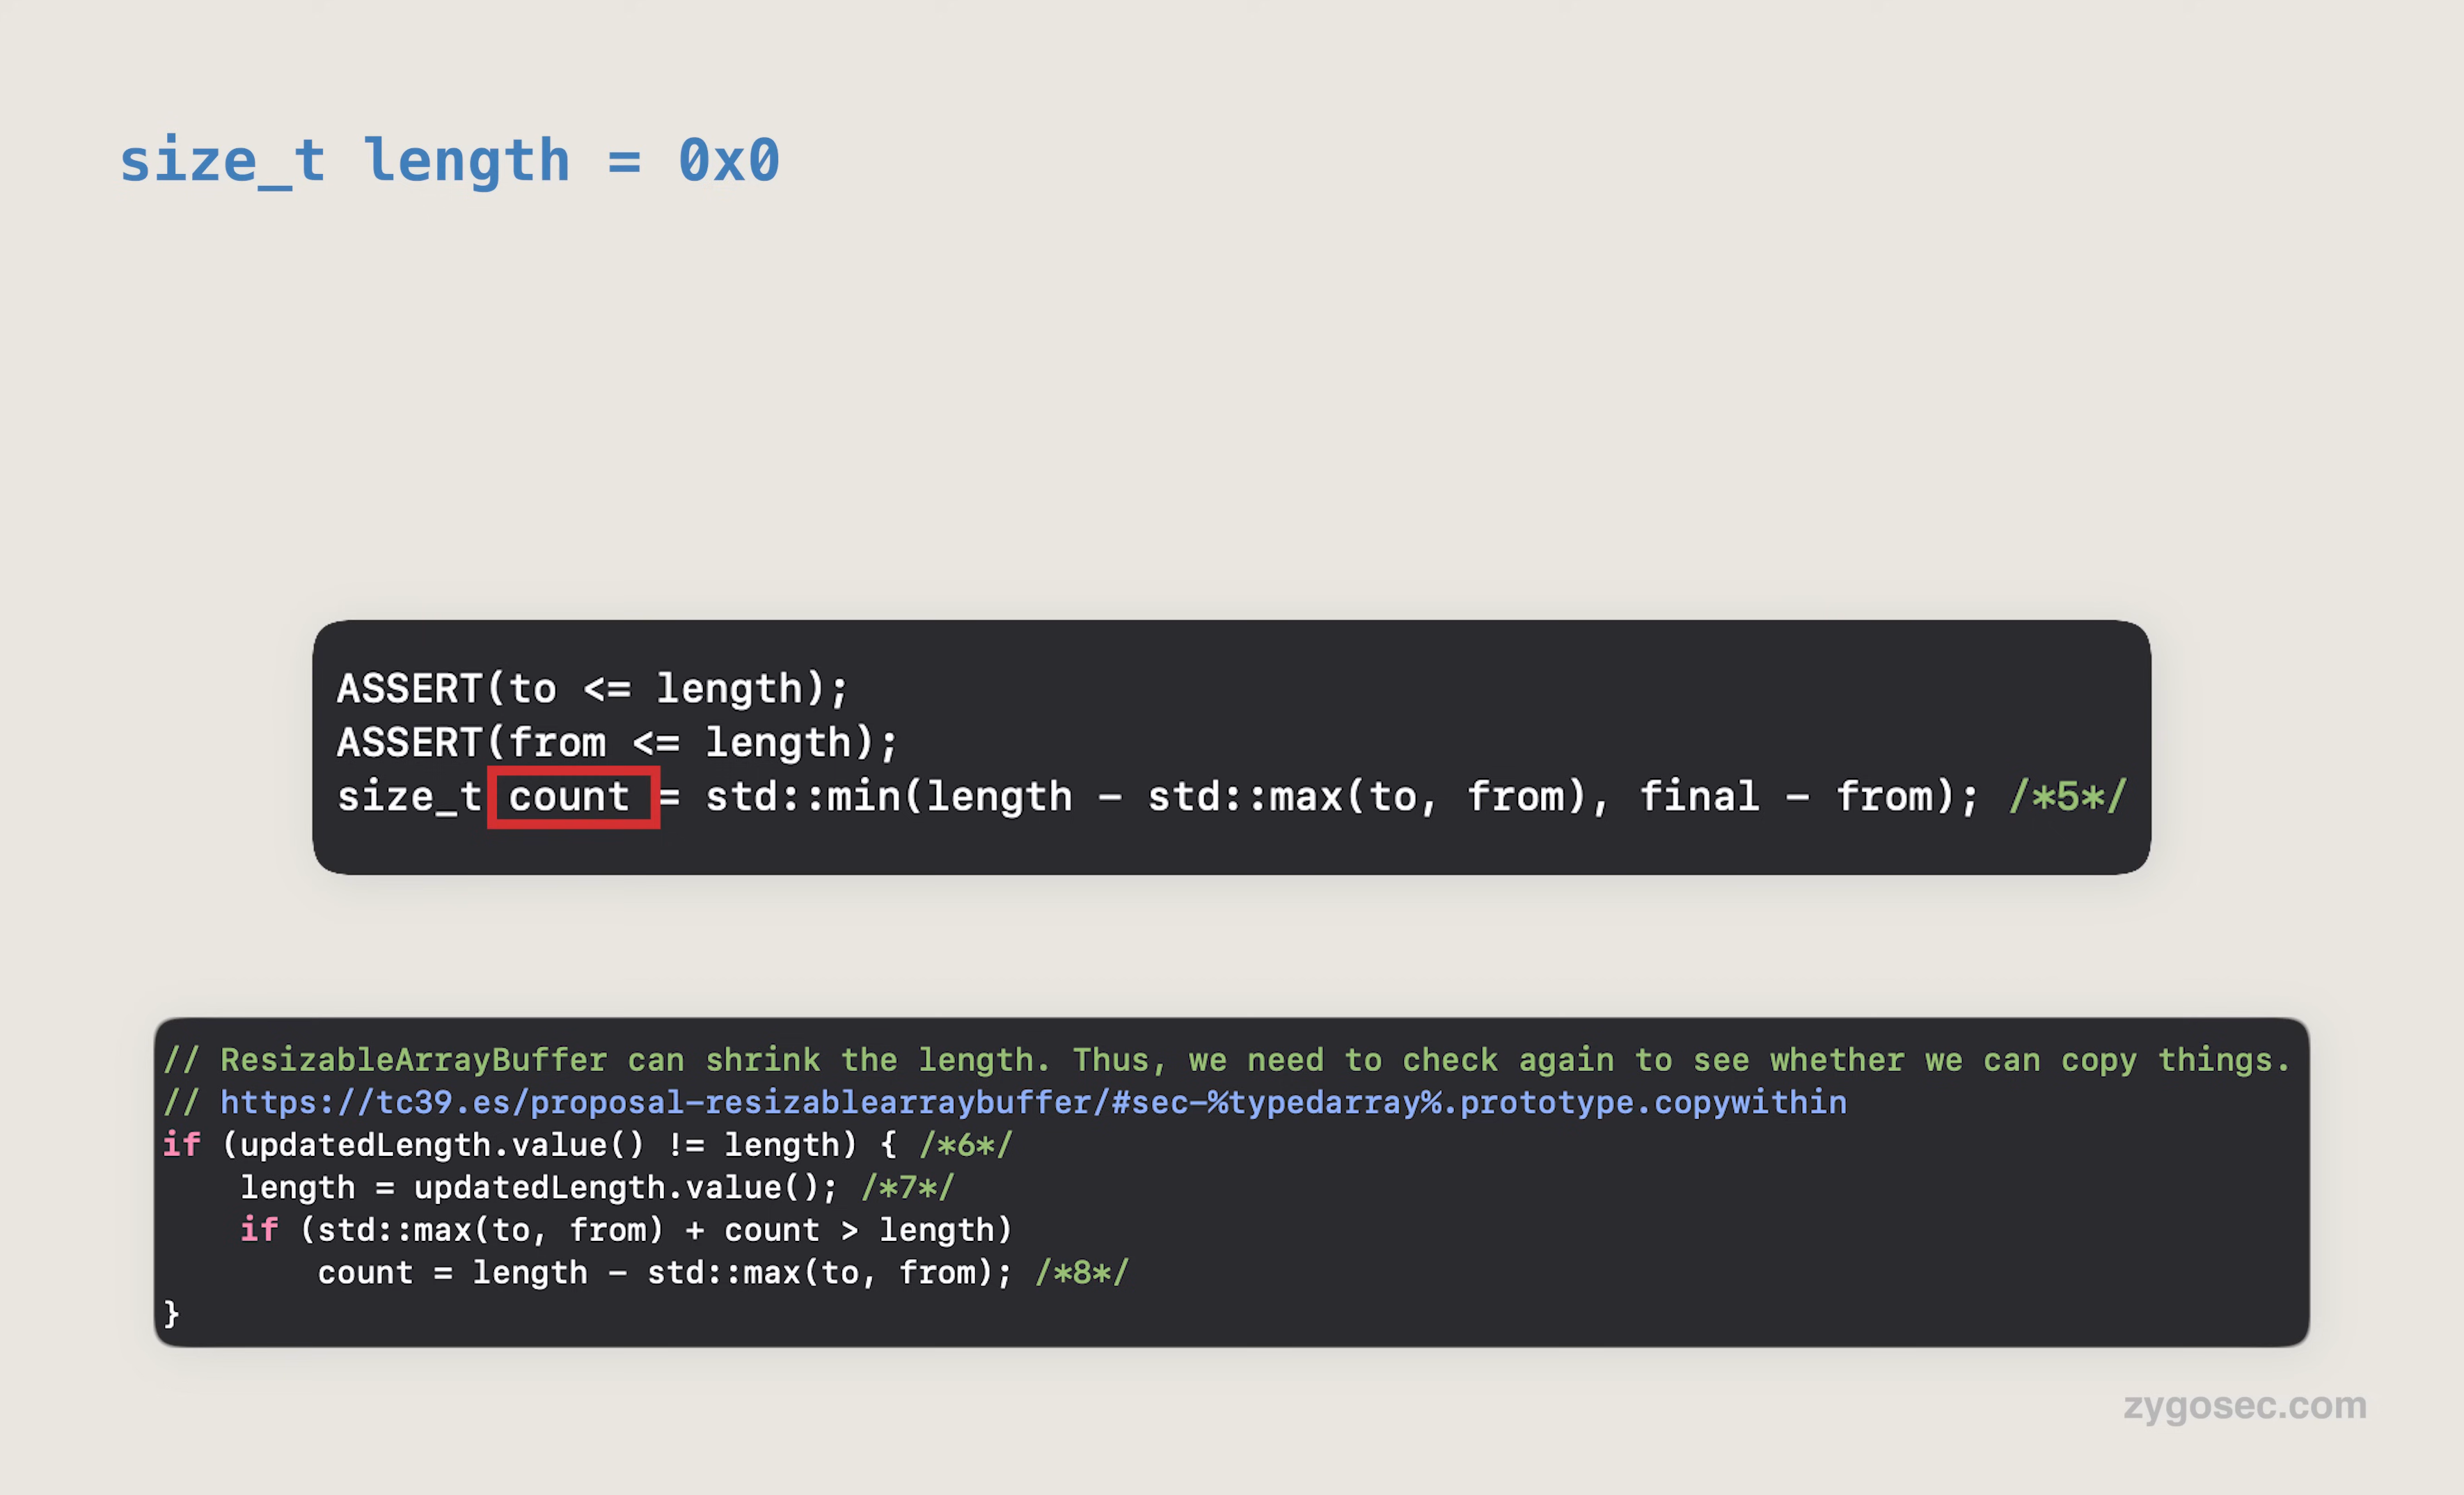 size_t length = 0x0
ASSERT(to <= length);
ASSERT(from <= length);
size_t count = std::min(length - std::max(to, from), final - from); /*5*/
// ResizableArrayBuffer can shrink the length. Thus, we need to check again to see whether we can copy things.
// https://tc39.es/proposal-resizablearraybuffer/#sec-%typedarray%.prototype.copywithin
if (updatedLength.value() != length) { /*6*/
    length = updatedLength.value(); /*7*/
    if (std::max(to, from) + count > length)
        count = length - std::max(to, from); /*8*/
}
zygosec.com